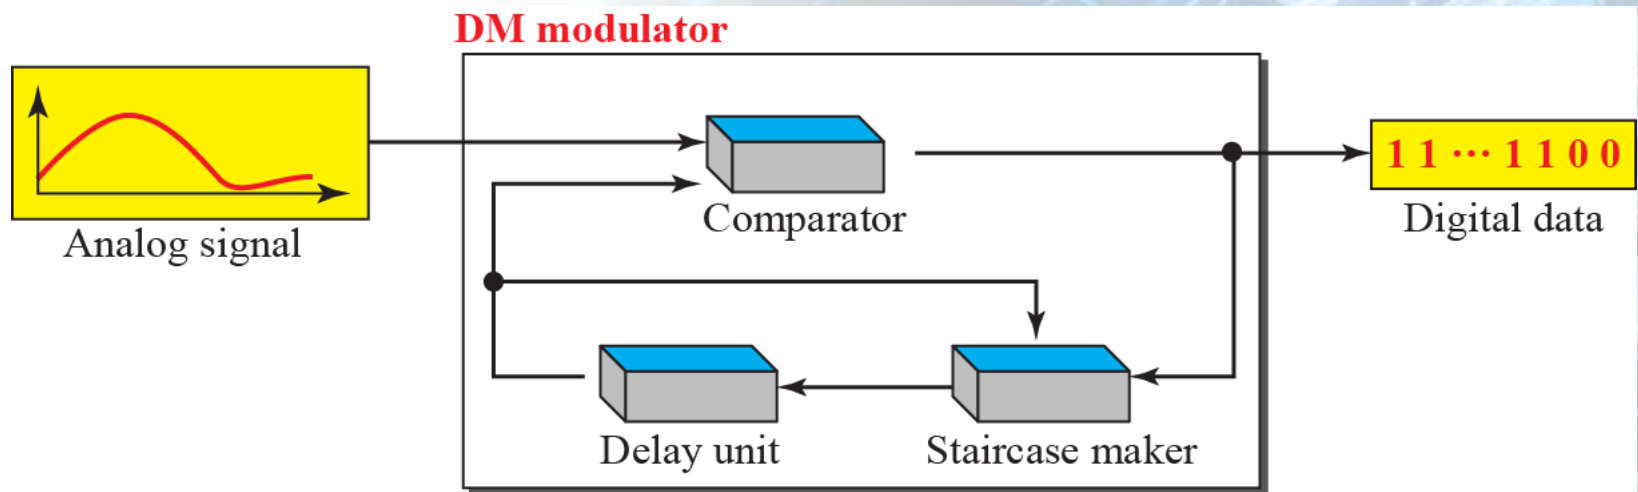 DM modulator
Analog signal
Comparator
1 1 ··· 1 1 0 0
Digital data
Delay unit
Staircase maker